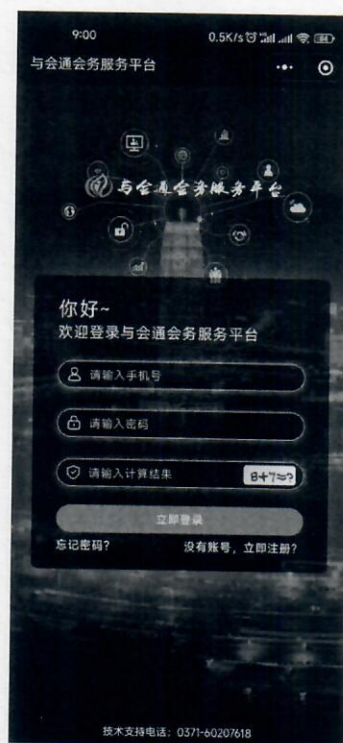 9:00 0.5K/s
与会通会务服务平台
与会通会务服务平台
你好~
欢迎登录与会通会务服务平台
请输入手机号
请输入密码
请输入计算结果 8+7=?
立即登录
忘记密码? 没有账号，立即注册?
技术支持电话：0371-60207618